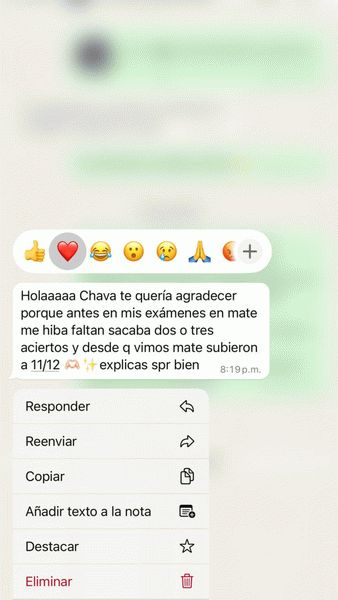 Holaaaaa Chava te quería agradecer
porque antes en mis exámenes en mate
me hiba faltan sacaba dos o tres
aciertos y desde q vimos mate subieron
a 11/12 🫶🏻✨explicas spr bien
8:19 p.m.
Responder
Reenviar
Copiar
Añadir texto a la nota
Destacar
Eliminar